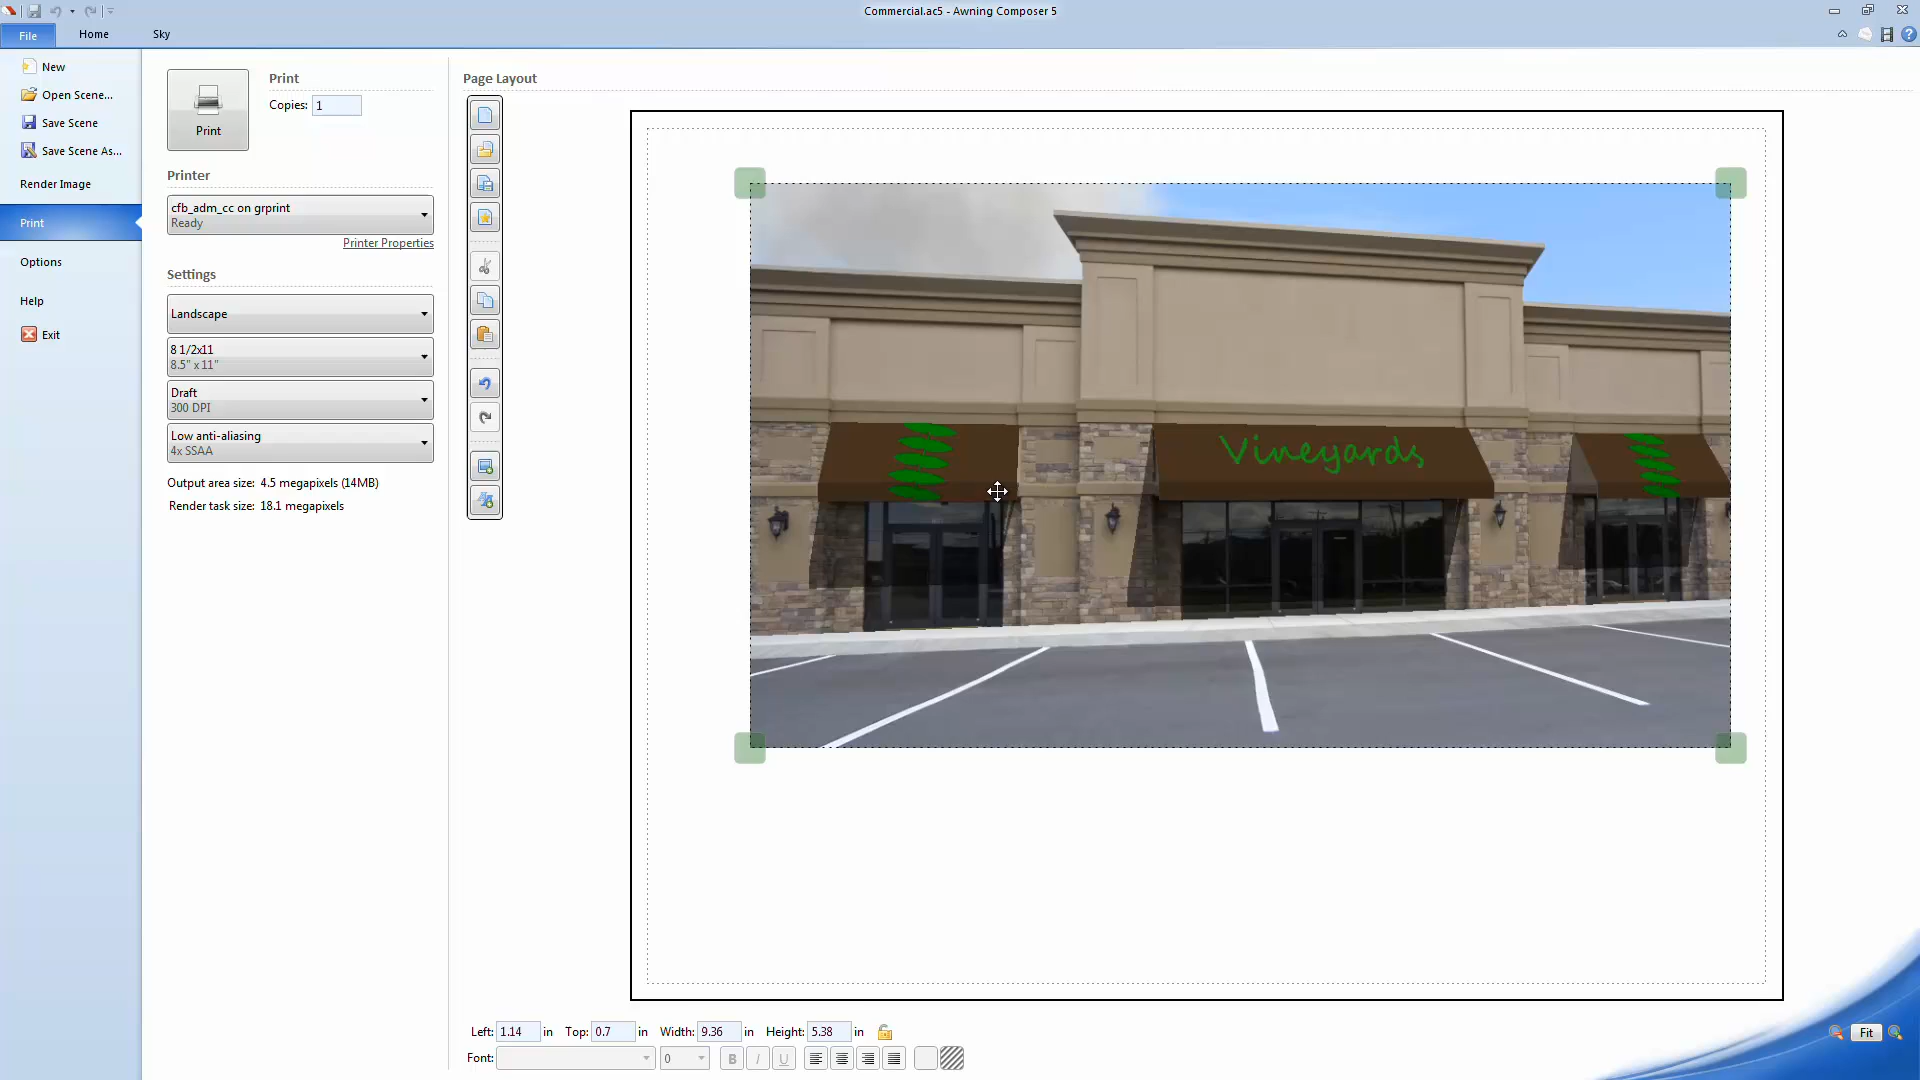 Commercial.ac5 - Awning Composer 5
File Home Sky
New
Open Scene...
Save Scene
Save Scene As...
Render Image
Print
Options
Help
Exit
Print
Print
Copies: 1
Printer
cfb_adm_cc on grprint
Ready
Printer Properties
Settings
Landscape
8 1/2x11
8.5" x 11"
Draft
300 DPI
Low anti-aliasing
4x SSAA
Output area size: 4.5 megapixels (14MB)
Render task size: 18.1 megapixels
Page Layout
Vineyards
Left: 1.14 in Top: 0.7 in Width: 9.36 in Height: 5.38 in
Font: 0 B I U
Fit